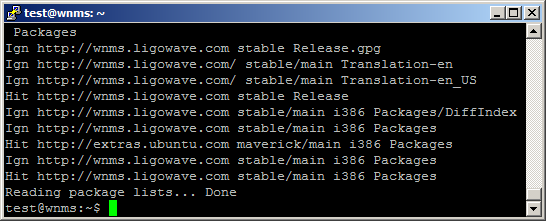 test@wnms: ~
Packages
Ign http://wnms.ligowave.com stable Release.gpg
Ign http://wnms.ligowave.com/ stable/main Translation-en
Ign http://wnms.ligowave.com/ stable/main Translation-en_US
Hit http://wnms.ligowave.com stable Release
Ign http://wnms.ligowave.com stable/main i386 Packages/DiffIndex
Ign http://wnms.ligowave.com stable/main i386 Packages
Hit http://extras.ubuntu.com maverick/main i386 Packages
Ign http://wnms.ligowave.com stable/main i386 Packages
Hit http://wnms.ligowave.com stable/main i386 Packages
Reading package lists... Done
test@wnms:~$